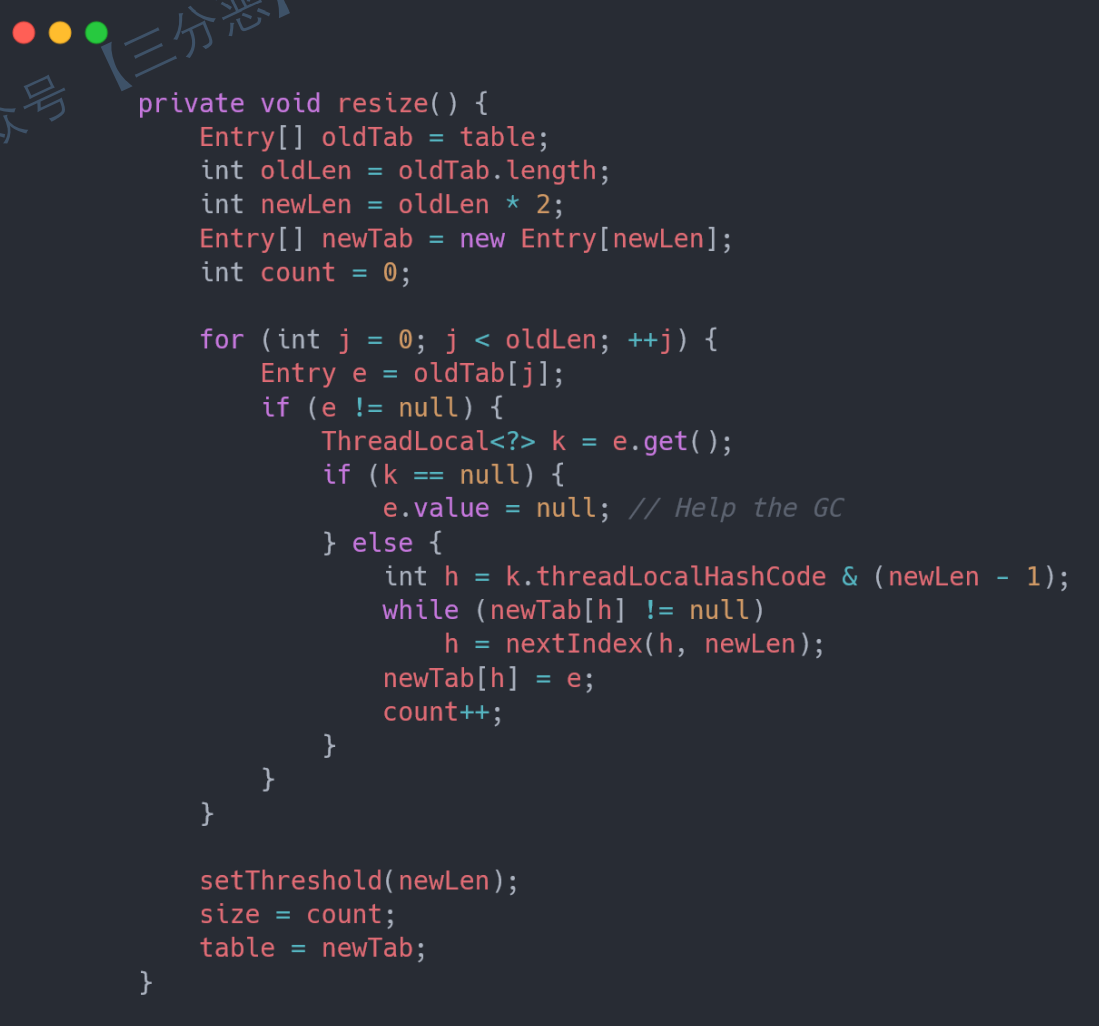 众号【三分恶】
private void resize() {
    Entry[] oldTab = table;
    int oldLen = oldTab.length;
    int newLen = oldLen * 2;
    Entry[] newTab = new Entry[newLen];
    int count = 0;

    for (int j = 0; j < oldLen; ++j) {
        Entry e = oldTab[j];
        if (e != null) {
            ThreadLocal<?> k = e.get();
            if (k == null) {
                e.value = null; // Help the GC
            } else {
                int h = k.threadLocalHashCode & (newLen - 1);
                while (newTab[h] != null)
                    h = nextIndex(h, newLen);
                newTab[h] = e;
                count++;
            }
        }
    }

    setThreshold(newLen);
    size = count;
    table = newTab;
}